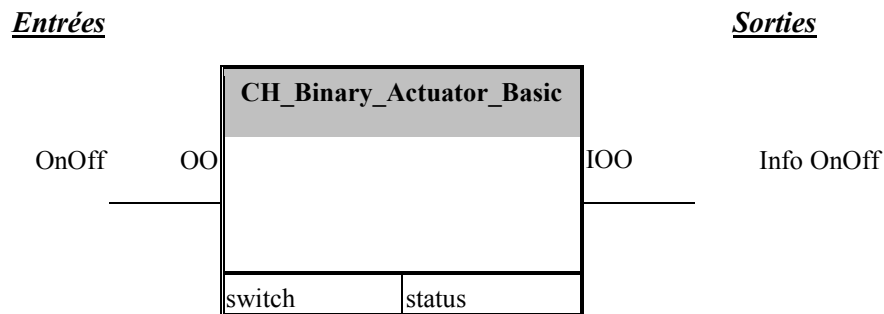 Entrées Sorties
CH_Binary_Actuator_Basic
OnOff OO IOO Info OnOff
switch status